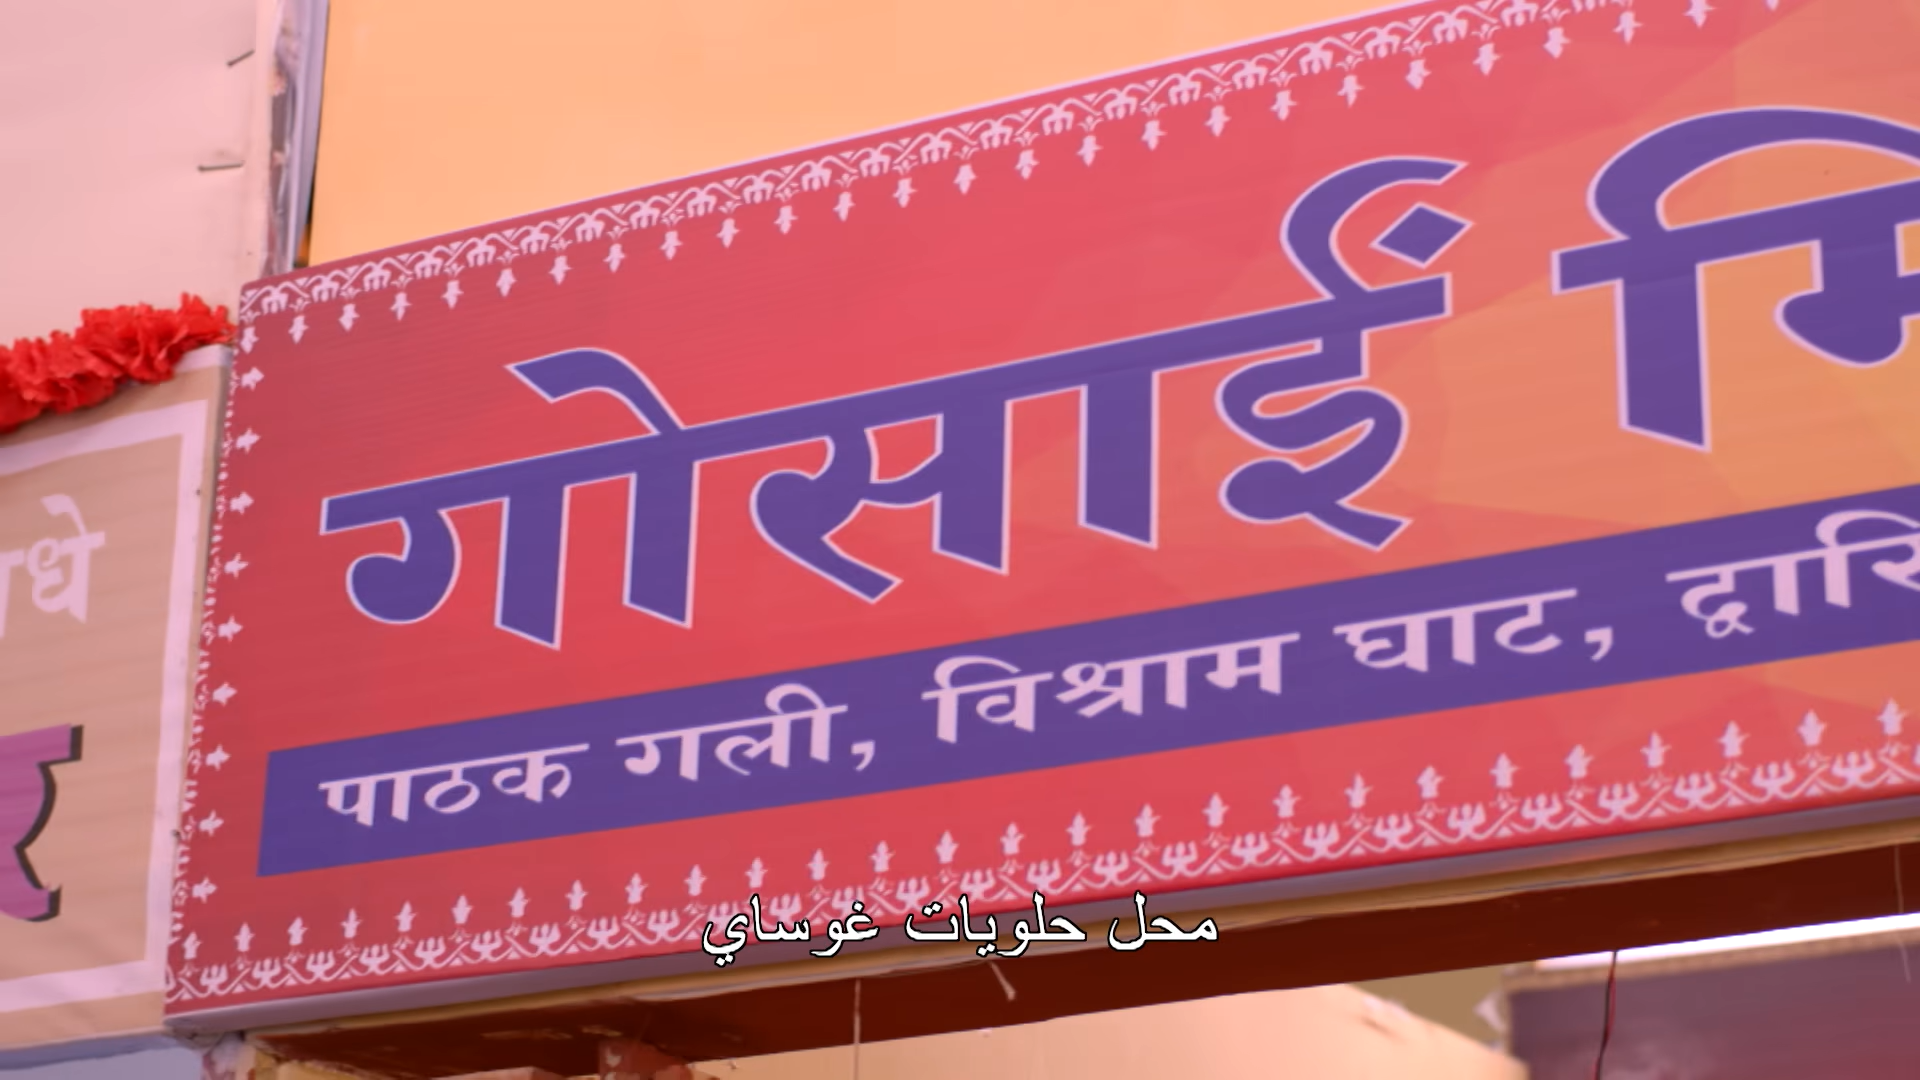 गोसाईं
पाठक गली, विश्राम घाट,
محل حلويات غوساي